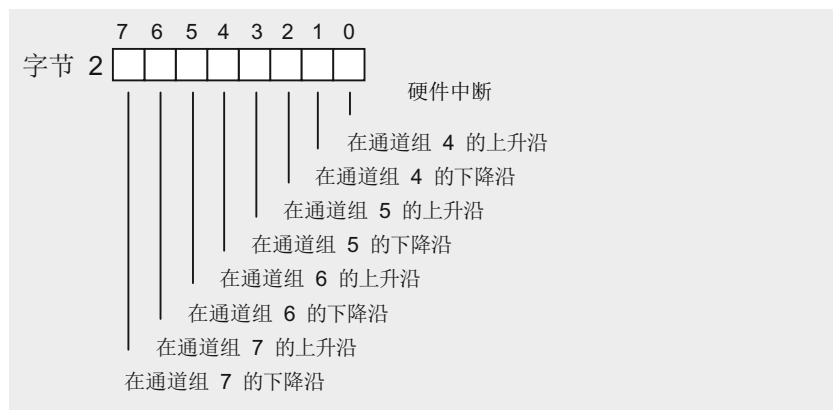 7 6 5 4 3 2 1 0
字节 2
硬件中断
在通道组 4 的上升沿
在通道组 4 的下降沿
在通道组 5 的上升沿
在通道组 5 的下降沿
在通道组 6 的上升沿
在通道组 6 的下降沿
在通道组 7 的上升沿
在通道组 7 的下降沿